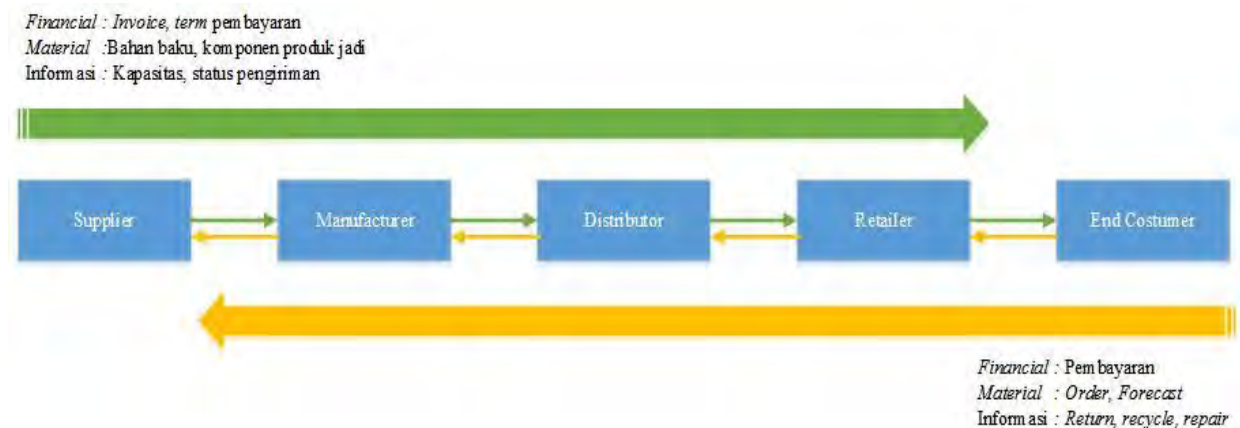 Financial : Invoice, term pembayaran
Material :Bahan baku, komponen produk jadi
Informasi : Kapasitas, status pengiriman
Supplier
Manufacturer
Distributor
Retailer
End Costumer
Financial : Pembayaran
Material : Order, Forecast
Informasi : Return, recycle, repair